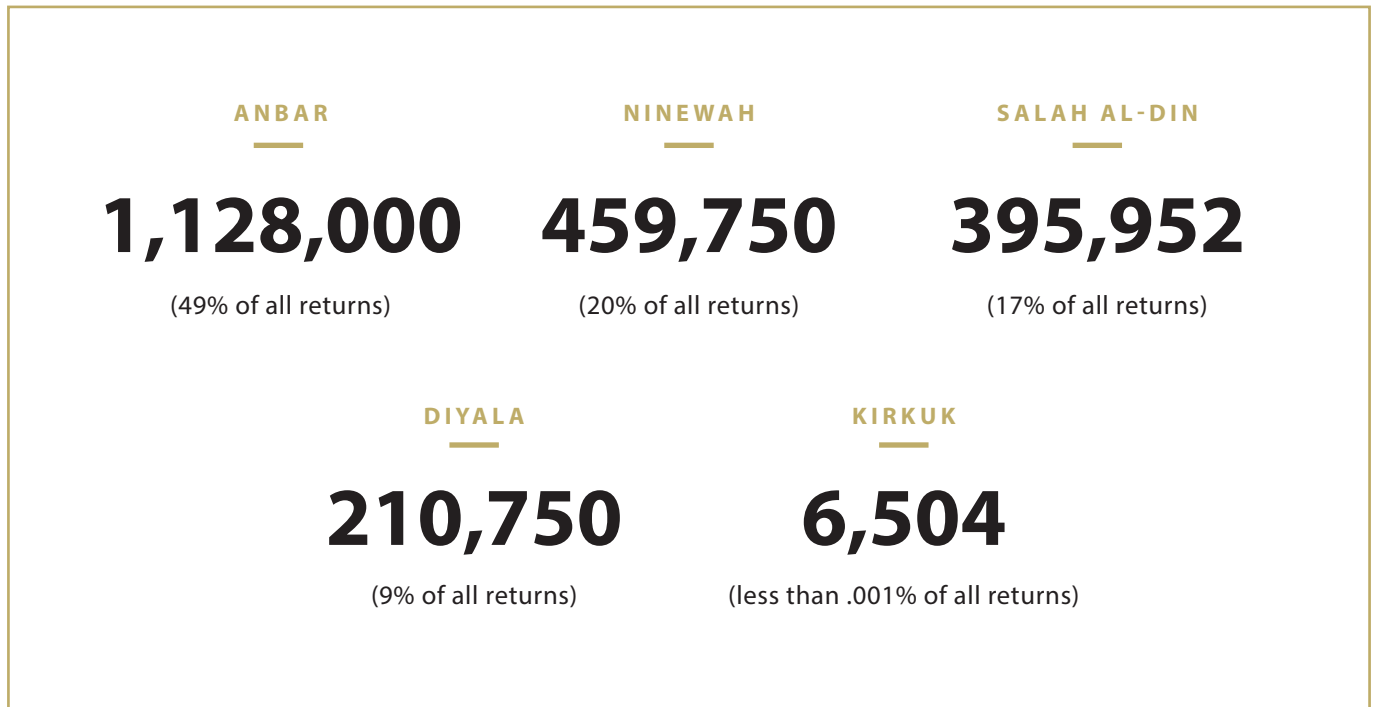 ANBAR
NINEWAH
SALAH AL-DIN
1,128,000
459,750
395,952
(49% of all returns)
(20% of all returns)
(17% of all returns)
DIYALA
KIRKUK
210,750
6,504
(9% of all returns)
(less than .001% of all returns)